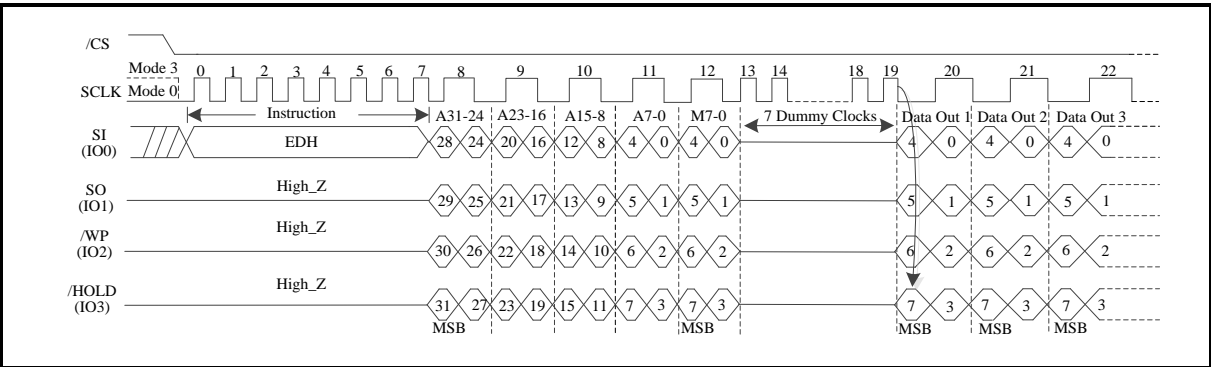 /CS
Mode 3 0 1 2 3 4 5 6 7 8 9 10 11 12 13 14 18 19 20 21 22
SCLK Mode 0
Instruction A31-24 A23-16 A15-8 A7-0 M7-0 7 Dummy Clocks Data Out 1 Data Out 2 Data Out 3
SI
(IO0) EDH 28 24 20 16 12 8 4 0 4 0 4 0 4 0 4 0
High_Z
SO
(IO1) 29 25 21 17 13 9 5 1 5 1 5 1 5 1 5 1
High_Z
/WP
(IO2) 30 26 22 18 14 10 6 2 6 2 6 2 6 2 6 2
High_Z
/HOLD
(IO3) 31 27 23 19 15 11 7 3 7 3 7 3 7 3 7 3
MSB MSB MSB MSB MSB